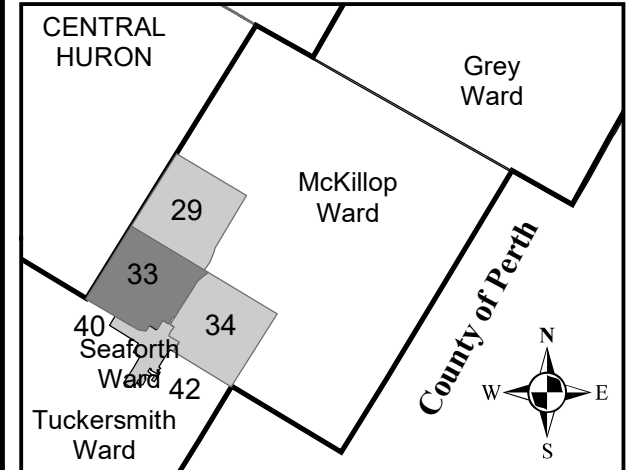 CENTRAL
HURON
Grey
Ward
McKillop
Ward
29
33
34
40
Seaforth
Ward
42
Tuckersmith
Ward
County of Perth
N
W
E
S